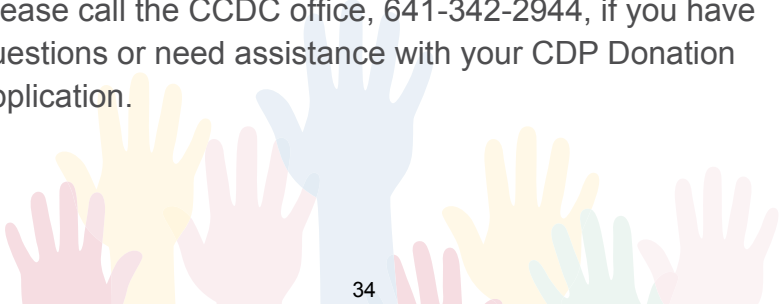 ease call the CCDC office, 641-342-2944, if you have
uestions or need assistance with your CDP Donation
pplication.
34